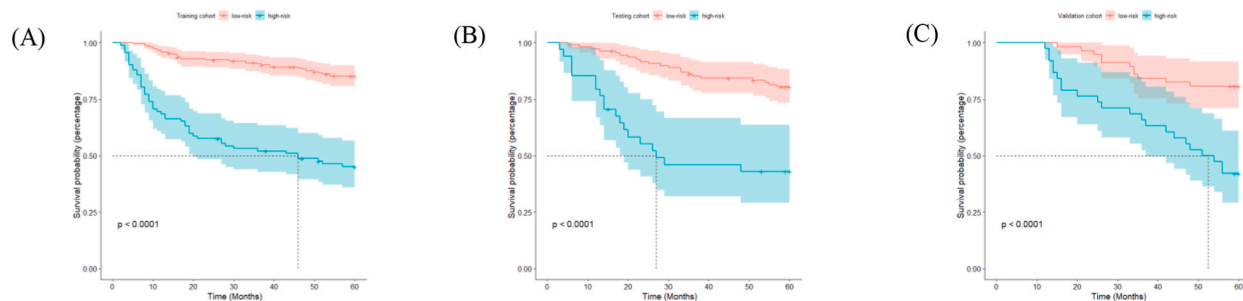 (A)
Training cohort low-risk high-risk
Survival probability (percentage)
1.00
0.75
0.50
0.25
0.00
p < 0.0001
0 10 20 30 40 50 60
Time (Months)
(B)
Testing cohort low-risk high-risk
Survival probability (percentage)
1.00
0.75
0.50
0.25
0.00
p < 0.0001
0 10 20 30 40 50 60
Time (Months)
(C)
Validation cohort low-risk high-risk
Survival probability (percentage)
1.00
0.75
0.50
0.25
0.00
p < 0.0001
0 10 20 30 40 50 60
Time (Months)